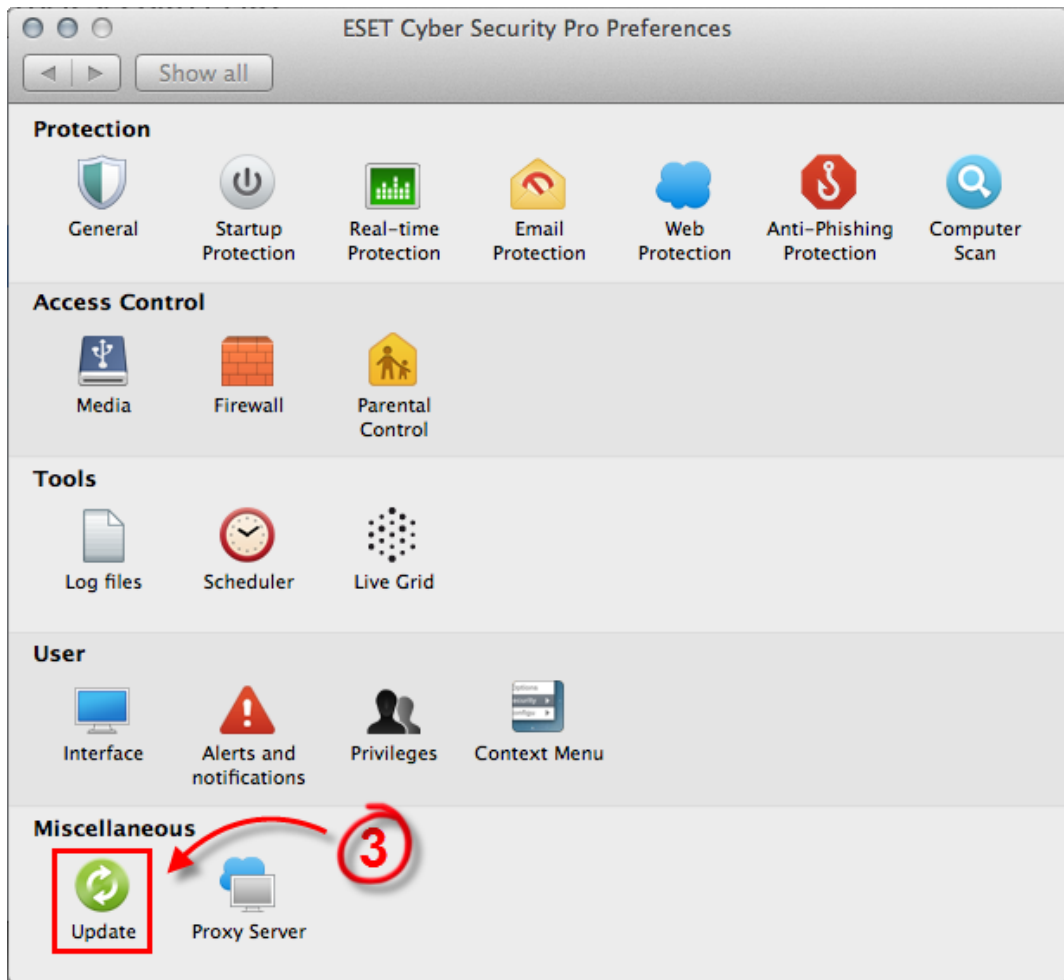 ESET Cyber Security Pro Preferences
Show all
Protection
General
Startup
Protection
Real-time
Protection
Email
Protection
Web
Protection
Anti-Phishing
Protection
Computer
Scan
Access Control
Media
Firewall
Parental
Control
Tools
Log files
Scheduler
Live Grid
User
Interface
Alerts and
notifications
Privileges
Context Menu
Miscellaneous
3
Update
Proxy Server